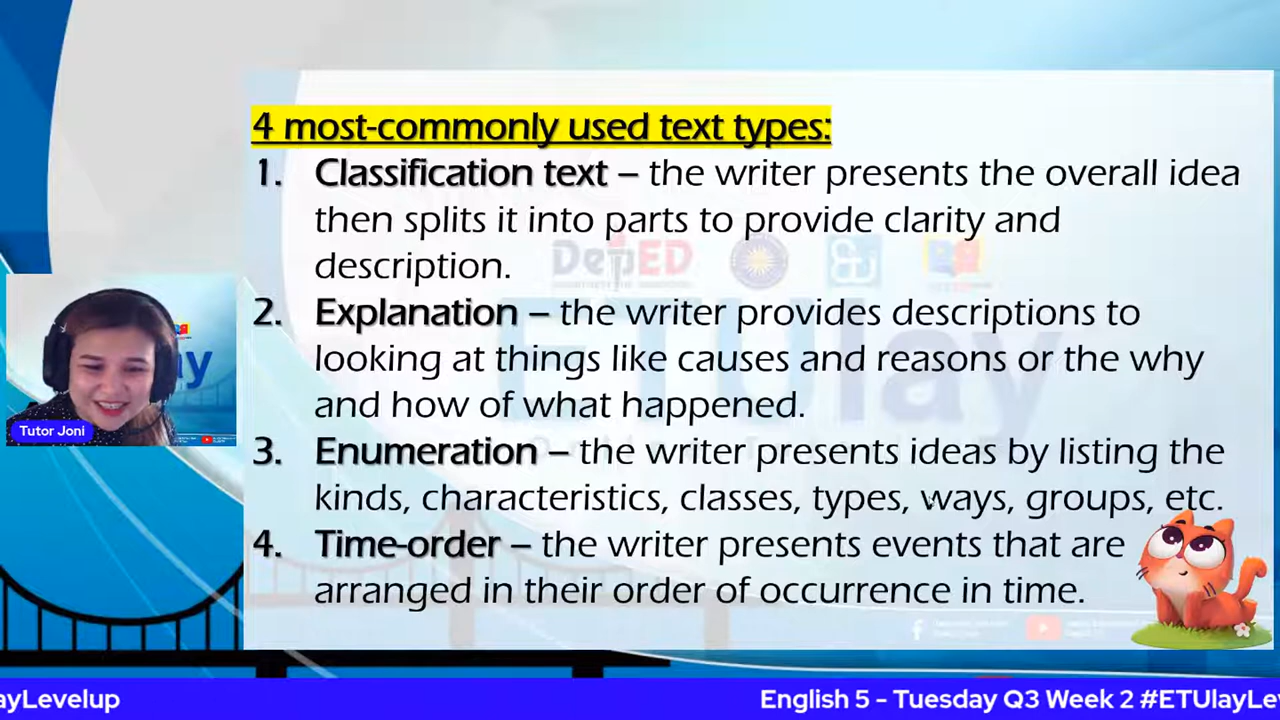 4 most-commonly used text types:
1. Classification text – the writer presents the overall idea
then splits it into parts to provide clarity and
description.
2. Explanation – the writer provides descriptions to
looking at things like causes and reasons or the why
and how of what happened.
3. Enumeration – the writer presents ideas by listing the
kinds, characteristics, classes, types, ways, groups, etc.
4. Time-order – the writer presents events that are
arranged in their order of occurrence in time.
DepED
ETUlay
ay
Tutor Joni
ayLevelup
English 5 - Tuesday Q3 Week 2 #ETUlayLe